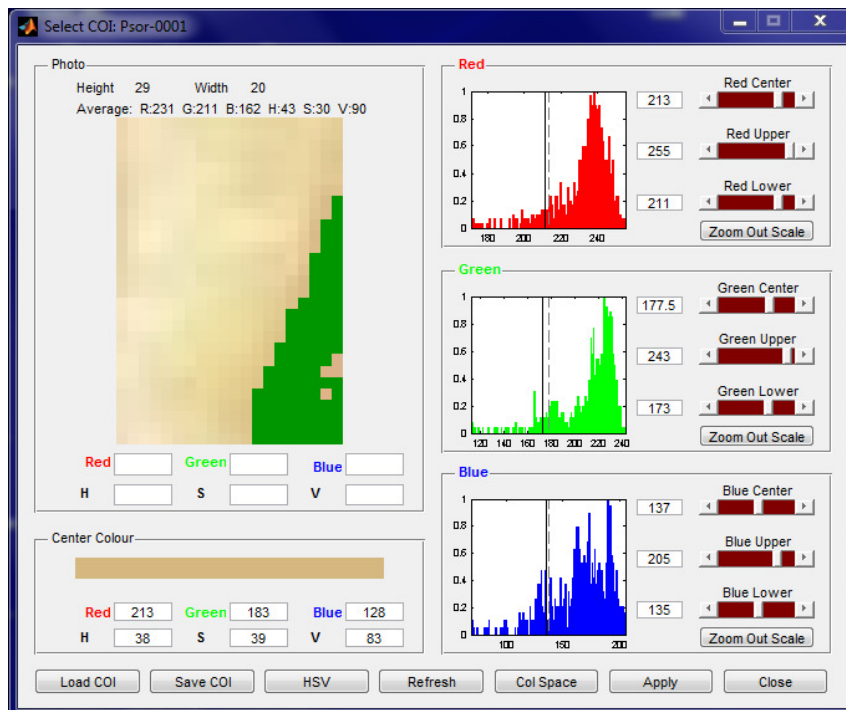 Select COI: Psor-0001
Photo
Height 29 Width 20
Average: R:231 G:211 B:162 H:43 S:30 V:90
Red Green Blue
H S V
Center Colour
Red 213 Green 183 Blue 128
H 38 S 39 V 83
Red
1
0.8
0.6
0.4
0.2
0
180 200 220 240
213 Red Center
255 Red Upper
211 Red Lower
Zoom Out Scale
Green
1
0.8
0.6
0.4
0.2
0
120 140 160 180 200 220 240
177.5 Green Center
243 Green Upper
173 Green Lower
Zoom Out Scale
Blue
1
0.8
0.6
0.4
0.2
0
100 150 200
137 Blue Center
205 Blue Upper
135 Blue Lower
Zoom Out Scale
Load COI Save COI HSV Refresh Col Space Apply Close